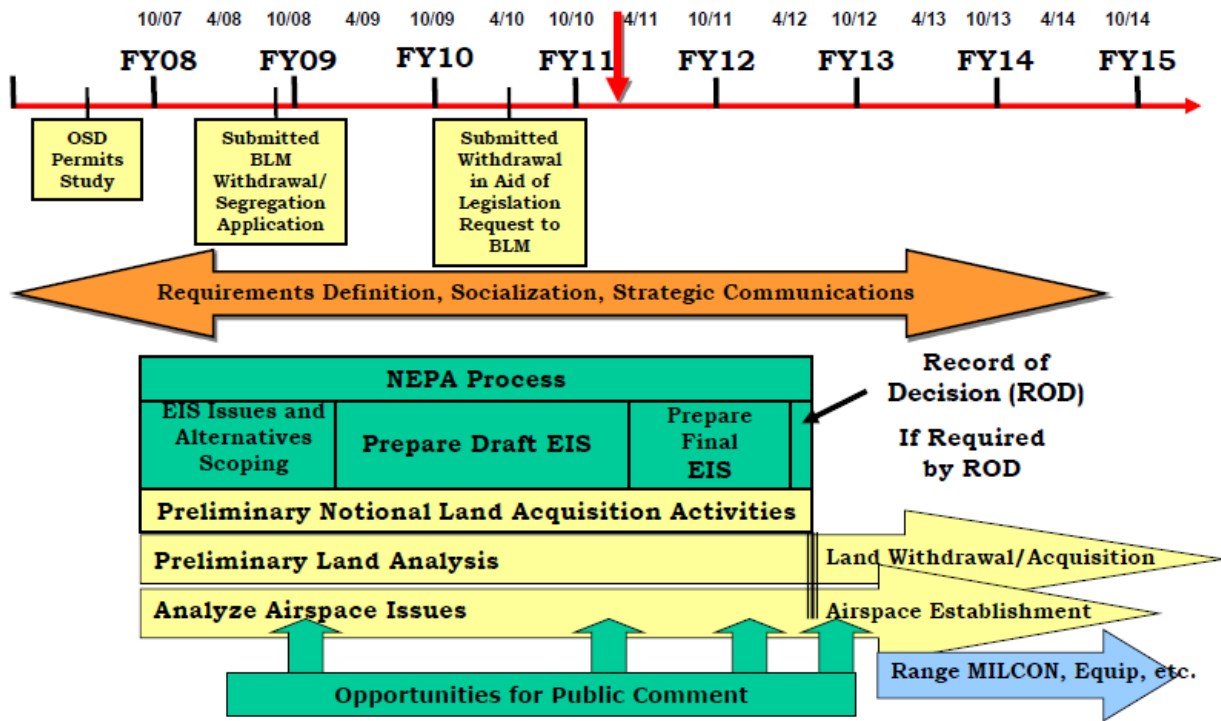 10/07 4/08 10/08 4/09 10/09 4/10 10/10 4/11 10/11 4/12 10/12 4/13 10/13 4/14 10/14
FY08 FY09 FY10 FY11 FY12 FY13 FY14 FY15
OSD
Permits
Study
Submitted
BLM
Withdrawal/
Segregation
Application
Submitted
Withdrawal
in Aid of
Legislation
Request to
BLM
Requirements Definition, Socialization, Strategic Communications
NEPA Process
EIS Issues and
Alternatives
Scoping
Prepare Draft EIS
Prepare
Final
EIS
Record of
Decision (ROD)
If Required
by ROD
Preliminary Notional Land Acquisition Activities
Preliminary Land Analysis
Land Withdrawal/Acquisition
Analyze Airspace Issues
Airspace Establishment
Range MILCON, Equip, etc.
Opportunities for Public Comment